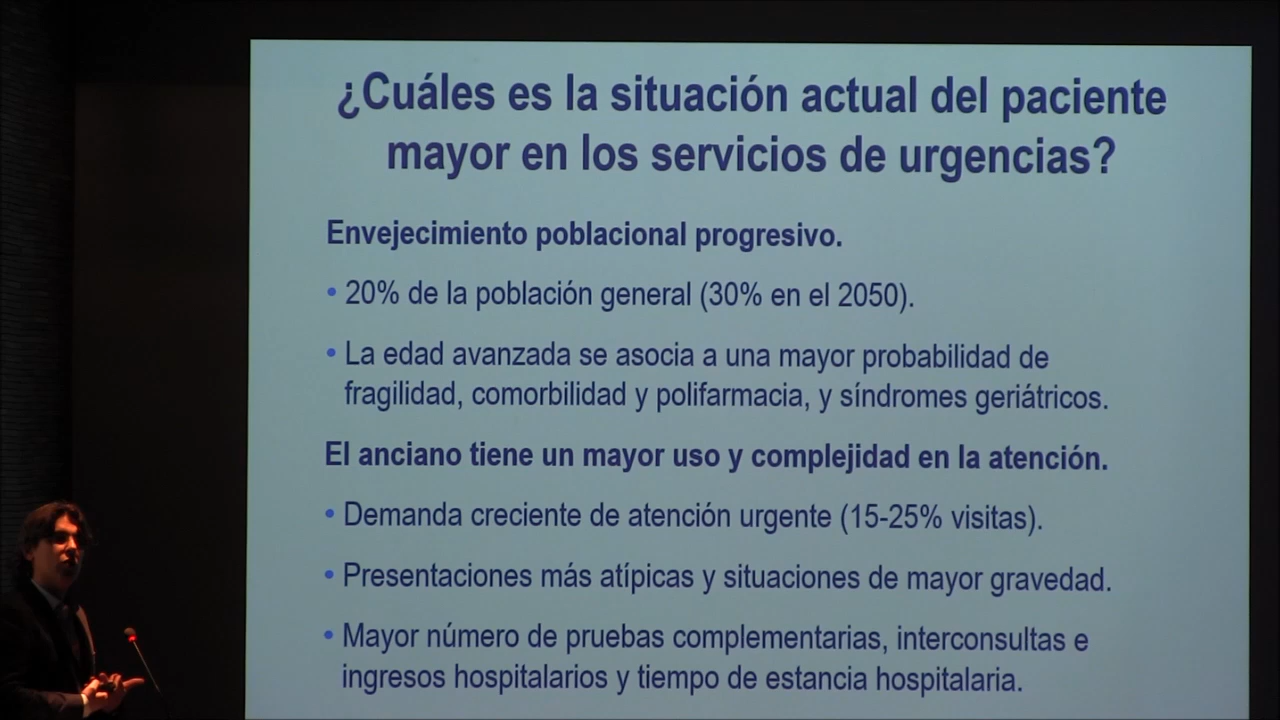 ¿Cuáles es la situación actual del paciente
mayor en los servicios de urgencias?
Envejecimiento poblacional progresivo.
• 20% de la población general (30% en el 2050).
• La edad avanzada se asocia a una mayor probabilidad de
fragilidad, comorbilidad y polifarmacia, y síndromes geriátricos.
El anciano tiene un mayor uso y complejidad en la atención.
• Demanda creciente de atención urgente (15-25% visitas).
• Presentaciones más atípicas y situaciones de mayor gravedad.
• Mayor número de pruebas complementarias, interconsultas e
ingresos hospitalarios y tiempo de estancia hospitalaria.